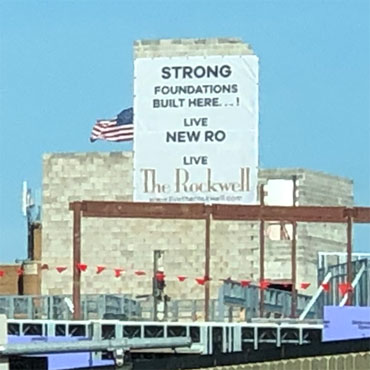 STRONG
FOUNDATIONS
BUILT HERE...!
LIVE
NEW RO
LIVE
The Rockwell